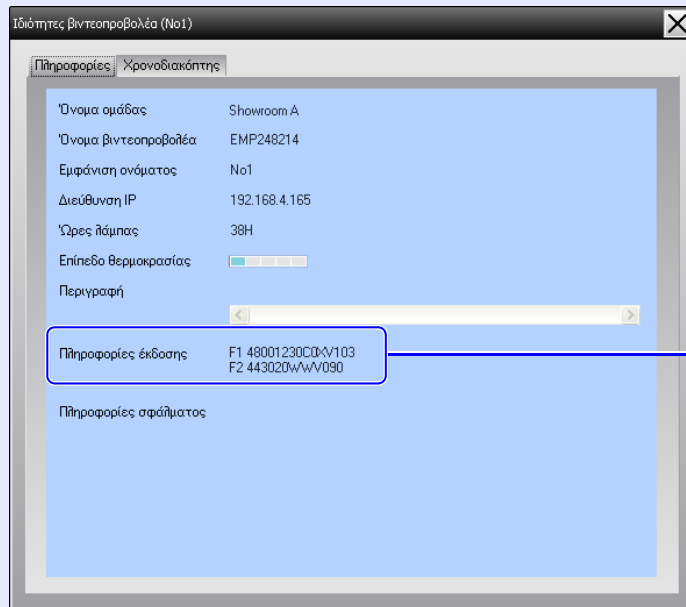 Ιδιότητες βιντεοπροβολέα (No1)
Πληροφορίες Χρονοδιακόπτης
Όνομα ομάδας Showroom A
Όνομα βιντεοπροβολέα EMP248214
Εμφάνιση ονόματος No1
Διεύθυνση IP 192.168.4.165
Ώρες λάμπας 38H
Επίπεδο θερμοκρασίας
Περιγραφή
Πληροφορίες έκδοσης F1 48001230C0XV103
F2 443020WWV090
Πληροφορίες σφάλματος